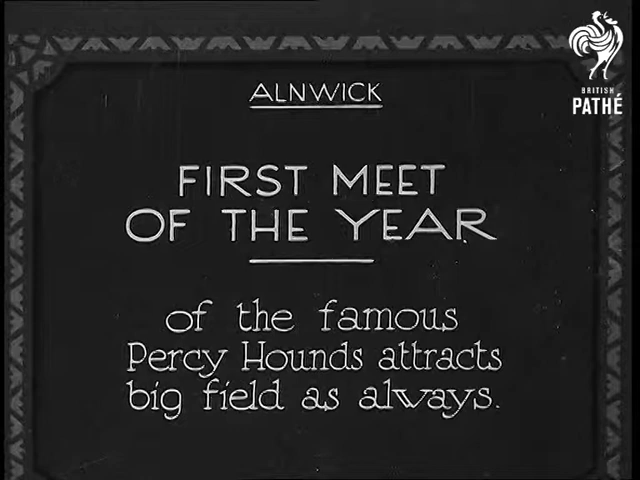 BRITISH
PATHÉ
ALNWICK
FIRST MEET
OF THE YEAR
of the famous
Percy Hounds attracts
big field as always.